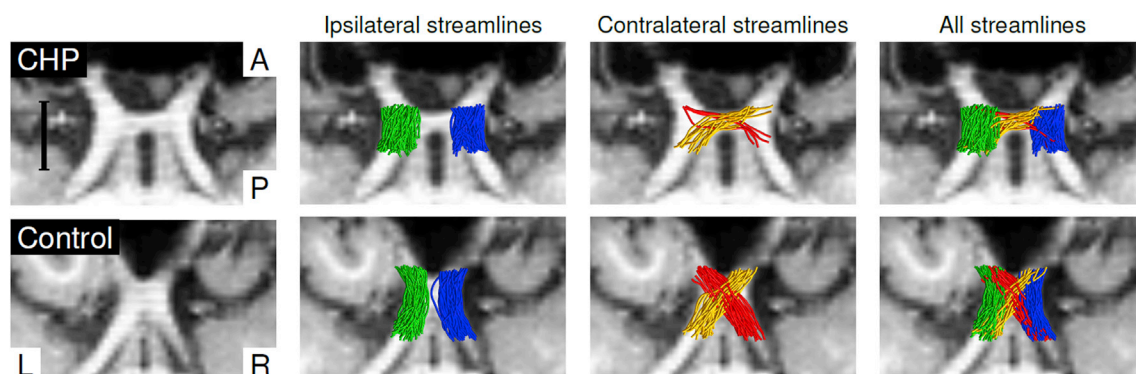 Ipsilateral streamlines
Contralateral streamlines
All streamlines
CHP
A
P
Control
L
R